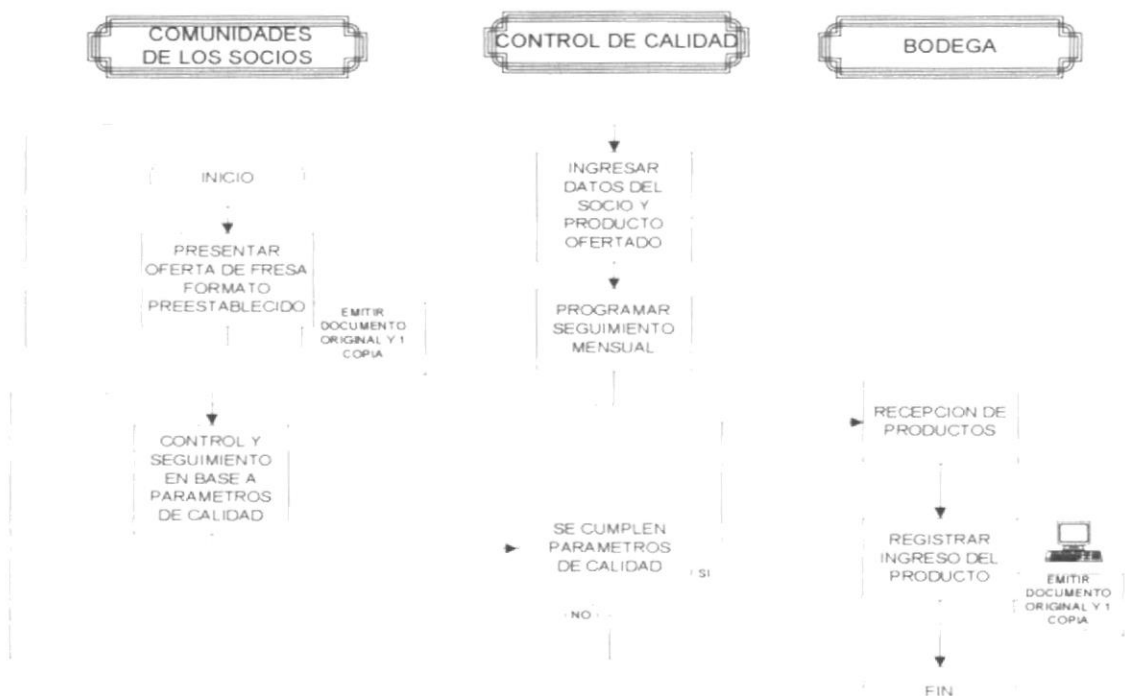 COMUNIDADES
DE LOS SOCIOS
CONTROL DE CALIDAD
BODEGA
INICIO
PRESENTAR
OFERTA DE FRESA
FORMATO
PREESTABLECIDO
EMITIR
DOCUMENTO
ORIGINAL Y 1
COPIA
CONTROL Y
SEGUIMIENTO
EN BASE A
PARAMETROS
DE CALIDAD
INGRESAR
DATOS DEL
SOCIO Y
PRODUCTO
OFERTADO
PROGRAMAR
SEGUIMIENTO
MENSUAL
SE CUMPLEN
PARAMETROS
DE CALIDAD
SI
NO
RECEPCION DE
PRODUCTOS
REGISTRAR
INGRESO DEL
PRODUCTO
EMITIR
DOCUMENTO
ORIGINAL Y 1
COPIA
FIN